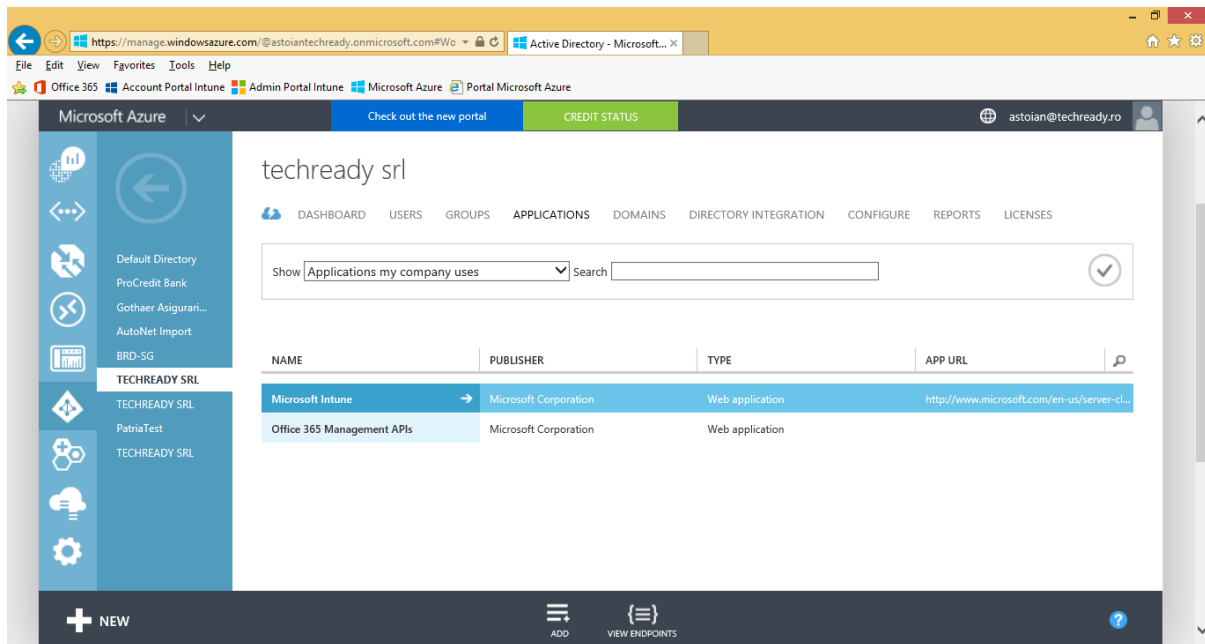 https://manage.windowsazure.com/@astoiantechready.onmicrosoft.com#Wo
Active Directory - Microsoft...
File Edit View Favorites Tools Help
Office 365 Account Portal Intune Admin Portal Intune Microsoft Azure Portal Microsoft Azure
Microsoft Azure
Check out the new portal
CREDIT STATUS
astoian@techready.ro
Default Directory
ProCredit Bank
Gothaer Asigurari...
AutoNet Import
BRD-SG
TECHREADY SRL
TECHREADY SRL
PatriaTest
TECHREADY SRL
techready srl
DASHBOARD USERS GROUPS APPLICATIONS DOMAINS DIRECTORY INTEGRATION CONFIGURE REPORTS LICENSES
Show Applications my company uses Search
NAME PUBLISHER TYPE APP URL
Microsoft Intune Microsoft Corporation Web application http://www.microsoft.com/en-us/server-cl...
Office 365 Management APIs Microsoft Corporation Web application
NEW
ADD
VIEW ENDPOINTS
?